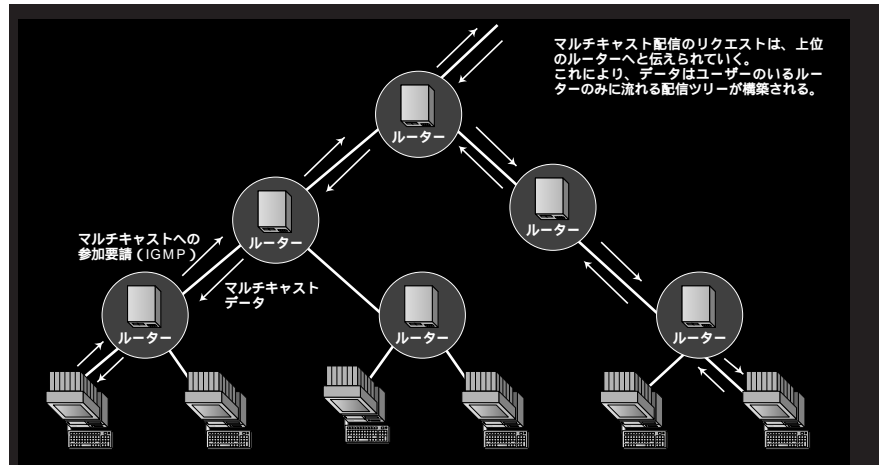 マルチキャスト配信のリクエストは、上位
のルーターへと伝えられていく。
これにより、データはユーザーのいるルー
ターのみに流れる配信ツリーが構築される。
ルーター
ルーター
ルーター
マルチキャストへの
参加要請(IGMP)
マルチキャスト
データ
ルーター
ルーター
ルーター